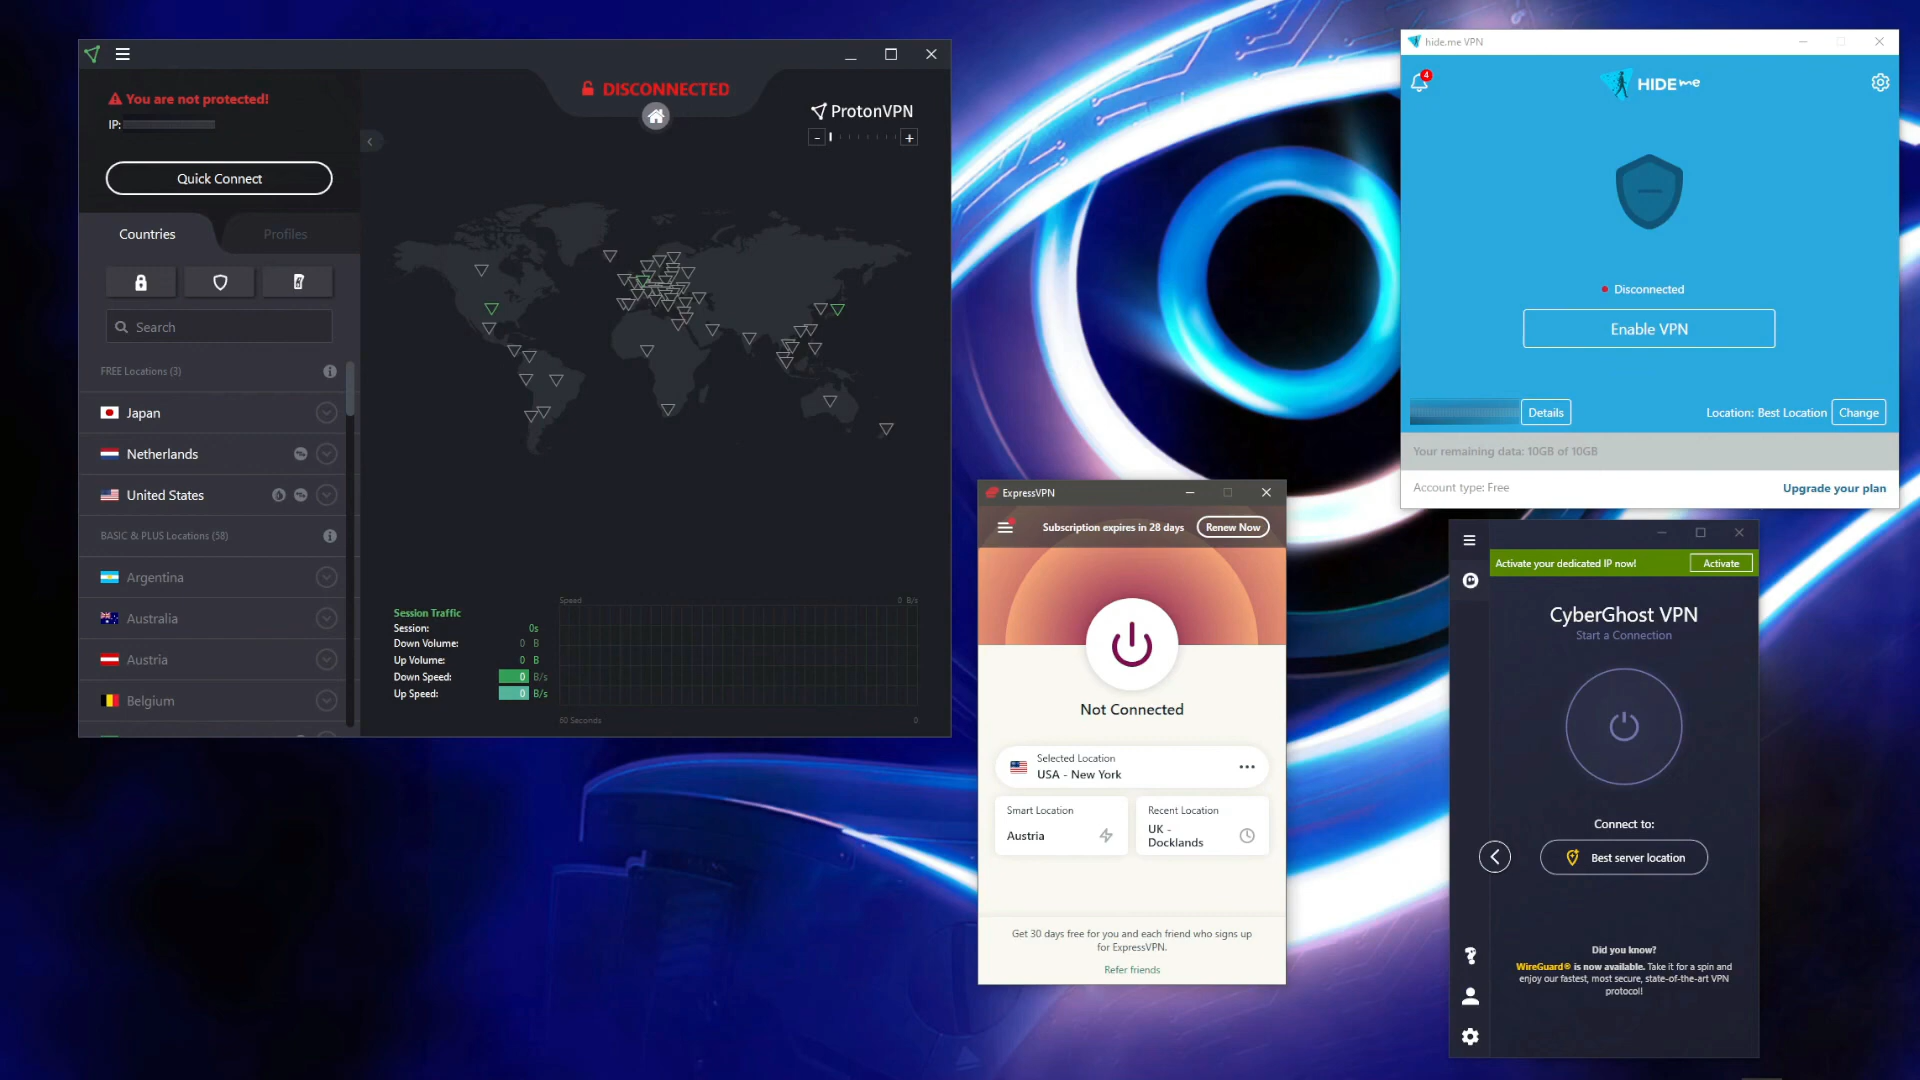 You are not protected!
IP:
Quick Connect
Countries
Profiles
Search
FREE Locations (3)
Japan
Netherlands
United States
BASIC & PLUS Locations (58)
Argentina
Australia
Austria
Belgium
DISCONNECTED
ProtonVPN
- +
Session Traffic
Session: 0s
Down Volume: 0 B
Up Volume: 0 B
Down Speed: 0 B/s
Up Speed: 0 B/s
Speed 0 B/s
60 Seconds 0
ExpressVPN
Subscription expires in 28 days
Renew Now
Not Connected
Selected Location
USA - New York
Smart Location
Austria
Recent Location
UK -
Docklands
Get 30 days free for you and each friend who signs up
for ExpressVPN.
Refer friends
hide.me VPN
4
HIDE me
Disconnected
Enable VPN
Details
Location: Best Location
Change
Your remaining data: 10GB of 10GB
Account type: Free
Upgrade your plan
Activate your dedicated IP now!
Activate
CyberGhost VPN
Start a Connection
Connect to:
Best server location
Did you know?
WireGuard® is now available. Take it for a spin and
enjoy our fastest, most secure, state-of-the-art VPN
protocol!